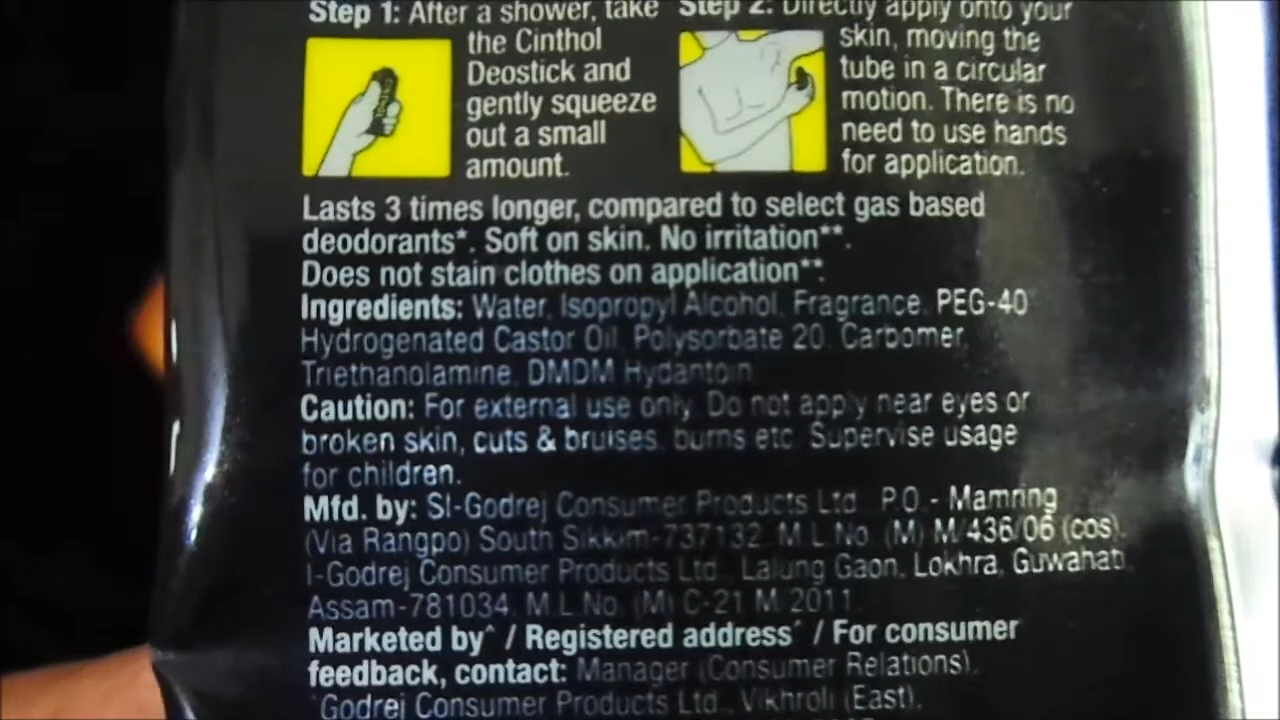 Step 1: After a shower, take
the Cinthol
Deostick and
gently squeeze
out a small
amount.
Step 2: Directly apply onto your
skin, moving the
tube in a circular
motion. There is no
need to use hands
for application.
Lasts 3 times longer, compared to select gas based
deodorants*. Soft on skin. No irritation**.
Does not stain clothes on application**.
Ingredients: Water, Isopropyl Alcohol, Fragrance, PEG-40
Hydrogenated Castor Oil, Polysorbate 20, Carbomer,
Triethanolamine, DMDM Hydantoin.
Caution: For external use only. Do not apply near eyes or
broken skin, cuts & bruises, burns etc. Supervise usage
for children.
Mfd. by: SI-Godrej Consumer Products Ltd., P.O.- Mamring
(Via Rangpo) South Sikkim-737132. M.L.No. (M) M/436/06 (cos).
I-Godrej Consumer Products Ltd., Lalung Gaon, Lokhra, Guwahati,
Assam-781034. M.L.No. (M) C-21 M 2011.
Marketed by^ / Registered address^ / For consumer
feedback, contact: Manager (Consumer Relations).
^Godrej Consumer Products Ltd., Vikhroli (East),